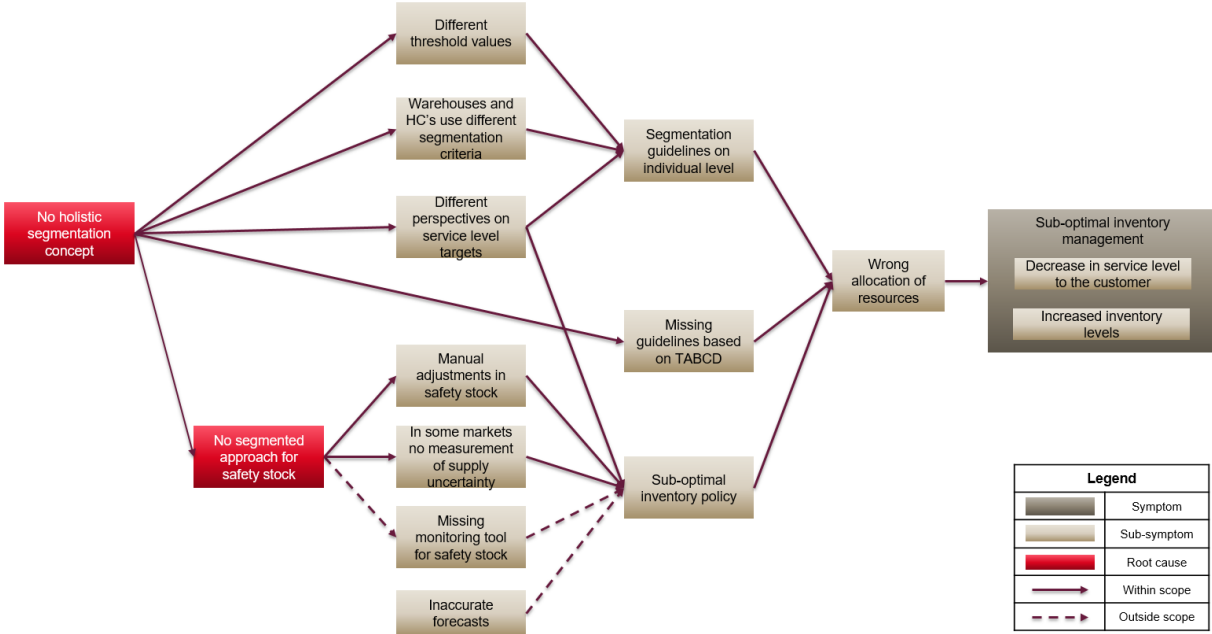 Different
threshold values
Warehouses and
HC's use different
segmentation
criteria
Segmentation
guidelines on
individual level
Different
perspectives on
service level
targets
No holistic
segmentation
concept
Sub-optimal inventory
management
Decrease in service level
to the customer
Increased inventory
levels
Wrong
allocation of
resources
Missing
guidelines based
on TABCD
Manual
adjustments in
safety stock
No segmented
approach for
safety stock
In some markets
no measurement
of supply
uncertainty
Sub-optimal
inventory policy
Missing
monitoring tool
for safety stock
Inaccurate
forecasts
Legend
Symptom
Sub-symptom
Root cause
Within scope
Outside scope